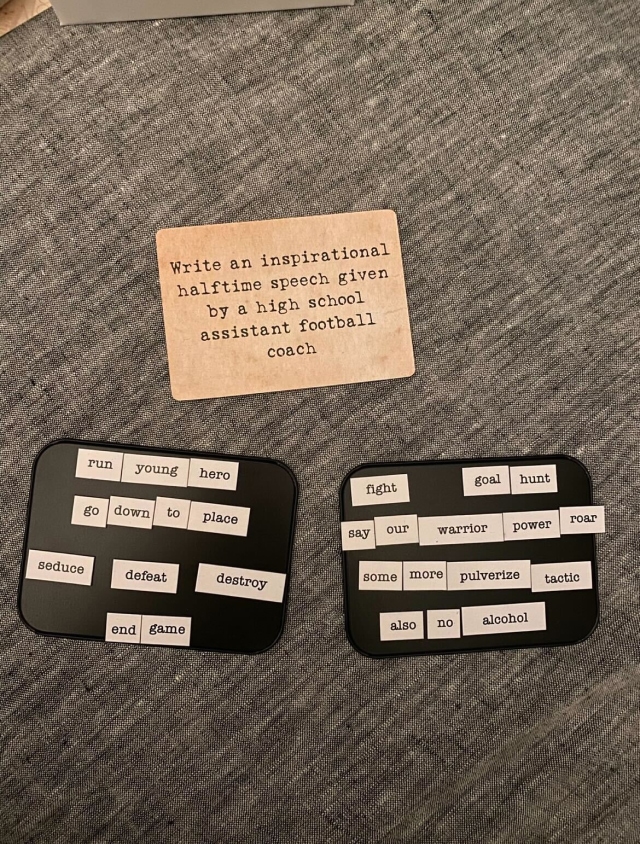 Write an inspirational
halftime speech given
by a high school
assistant football
coach
run young hero
go down to place
seduce defeat destroy
end game
fight goal hunt
say our warrior power roar
some more pulverize tactic
also no alcohol